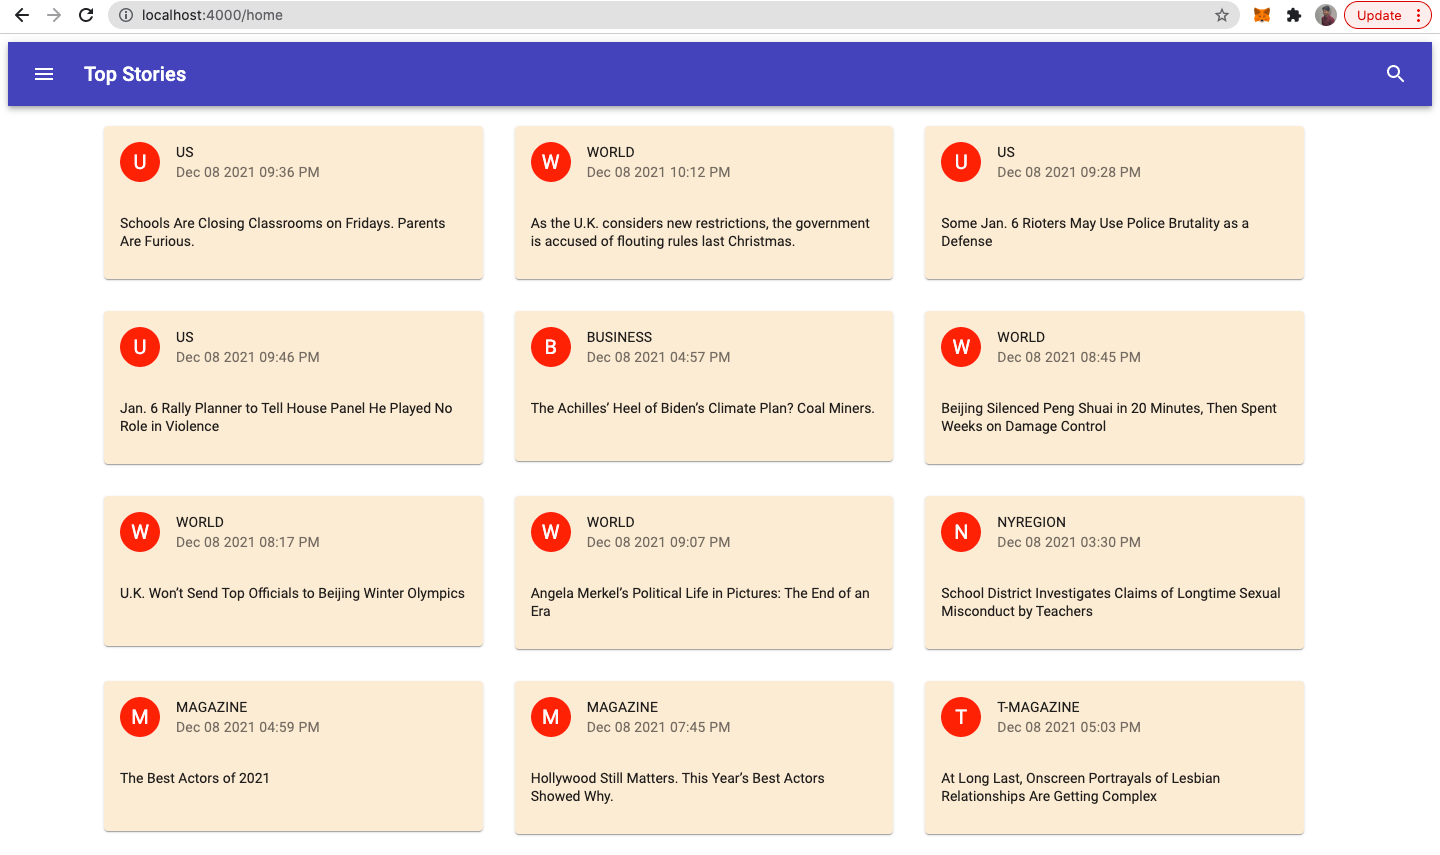 localhost:4000/home
Update
Top Stories
U
US
Dec 08 2021 09:36 PM
Schools Are Closing Classrooms on Fridays. Parents
Are Furious.
W
WORLD
Dec 08 2021 10:12 PM
As the U.K. considers new restrictions, the government
is accused of flouting rules last Christmas.
U
US
Dec 08 2021 09:28 PM
Some Jan. 6 Rioters May Use Police Brutality as a
Defense
U
US
Dec 08 2021 09:46 PM
Jan. 6 Rally Planner to Tell House Panel He Played No
Role in Violence
B
BUSINESS
Dec 08 2021 04:57 PM
The Achilles’ Heel of Biden’s Climate Plan? Coal Miners.
W
WORLD
Dec 08 2021 08:45 PM
Beijing Silenced Peng Shuai in 20 Minutes, Then Spent
Weeks on Damage Control
W
WORLD
Dec 08 2021 08:17 PM
U.K. Won’t Send Top Officials to Beijing Winter Olympics
W
WORLD
Dec 08 2021 09:07 PM
Angela Merkel’s Political Life in Pictures: The End of an
Era
N
NYREGION
Dec 08 2021 03:30 PM
School District Investigates Claims of Longtime Sexual
Misconduct by Teachers
M
MAGAZINE
Dec 08 2021 04:59 PM
The Best Actors of 2021
M
MAGAZINE
Dec 08 2021 07:45 PM
Hollywood Still Matters. This Year’s Best Actors
Showed Why.
T
T-MAGAZINE
Dec 08 2021 05:03 PM
At Long Last, Onscreen Portrayals of Lesbian
Relationships Are Getting Complex